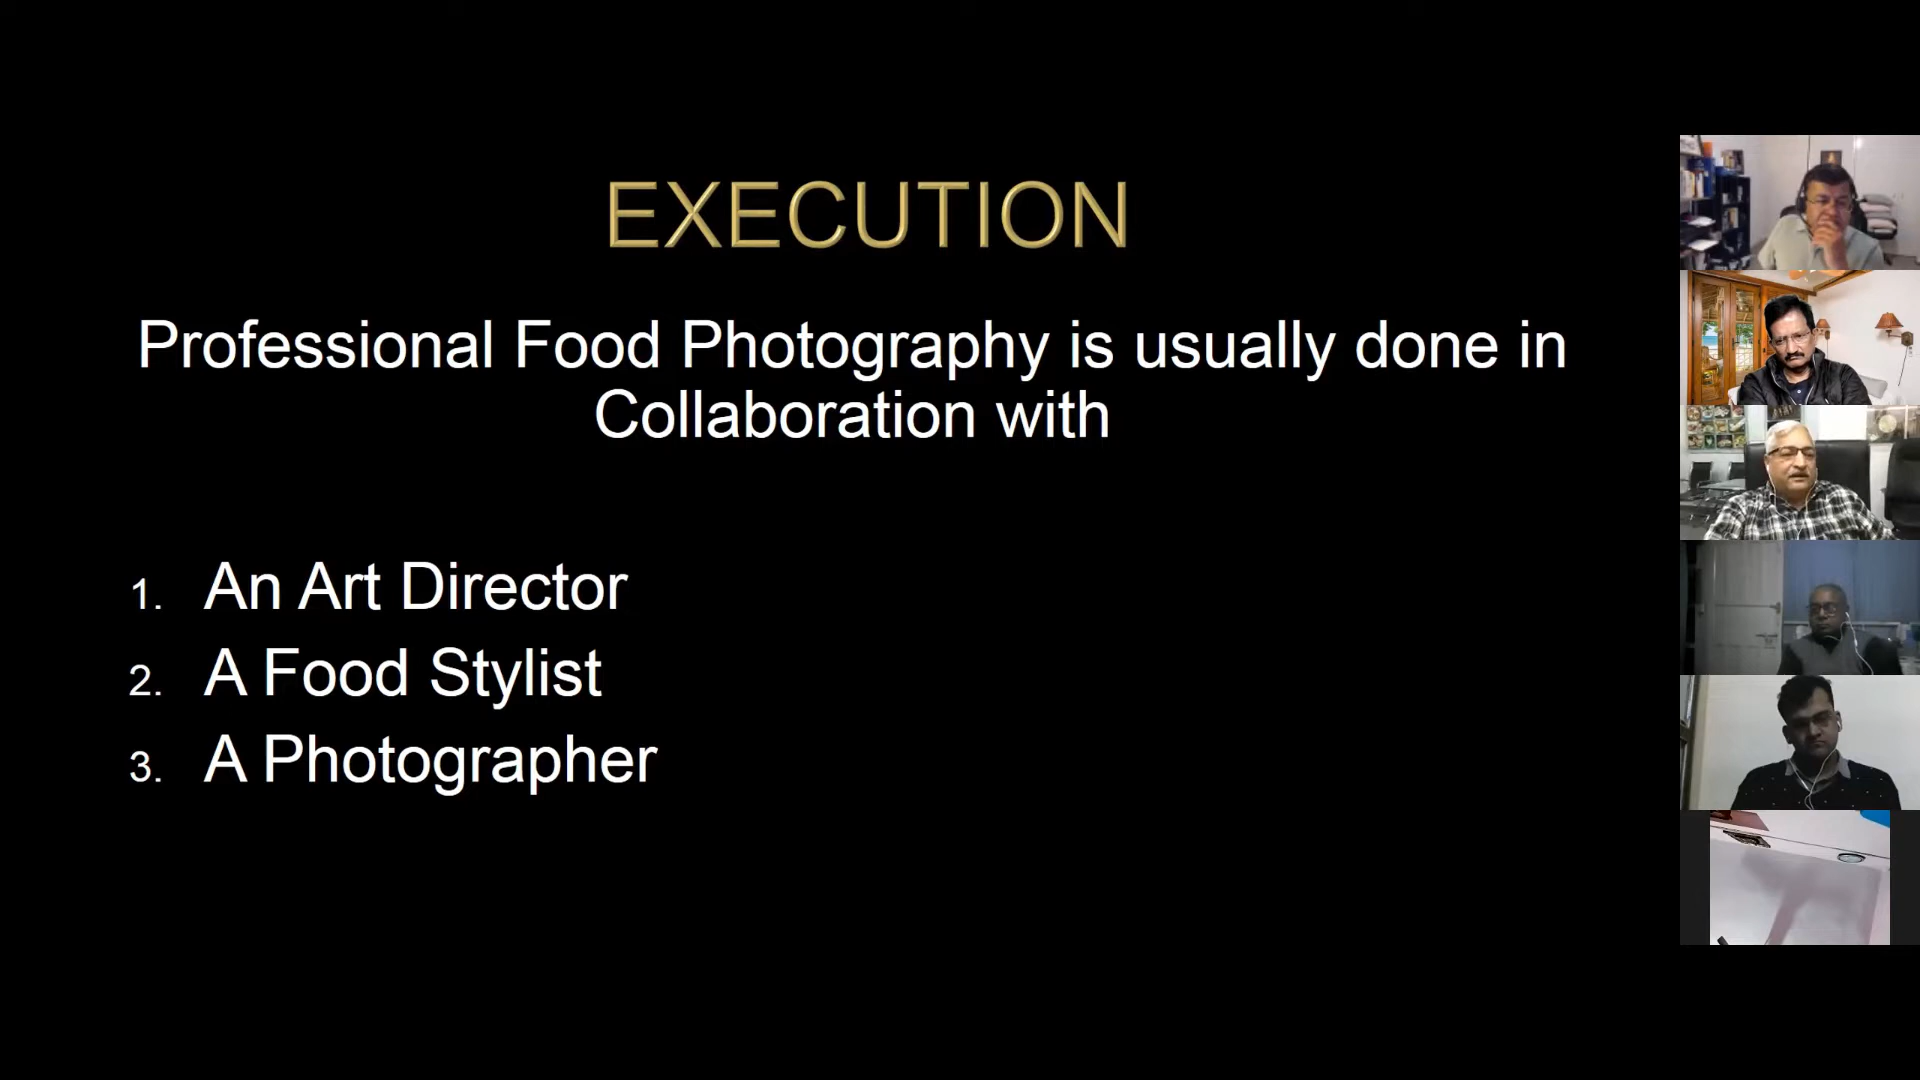 EXECUTION
Professional Food Photography is usually done in
Collaboration with
1. An Art Director
2. A Food Stylist
3. A Photographer